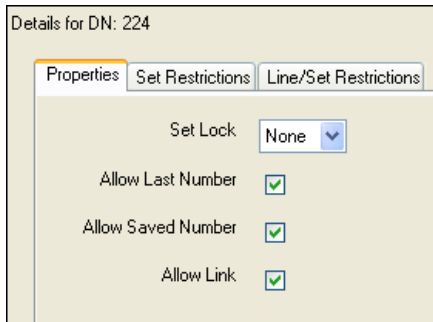 Details for DN: 224
Properties Set Restrictions Line/Set Restrictions
Set Lock None
Allow Last Number
Allow Saved Number
Allow Link